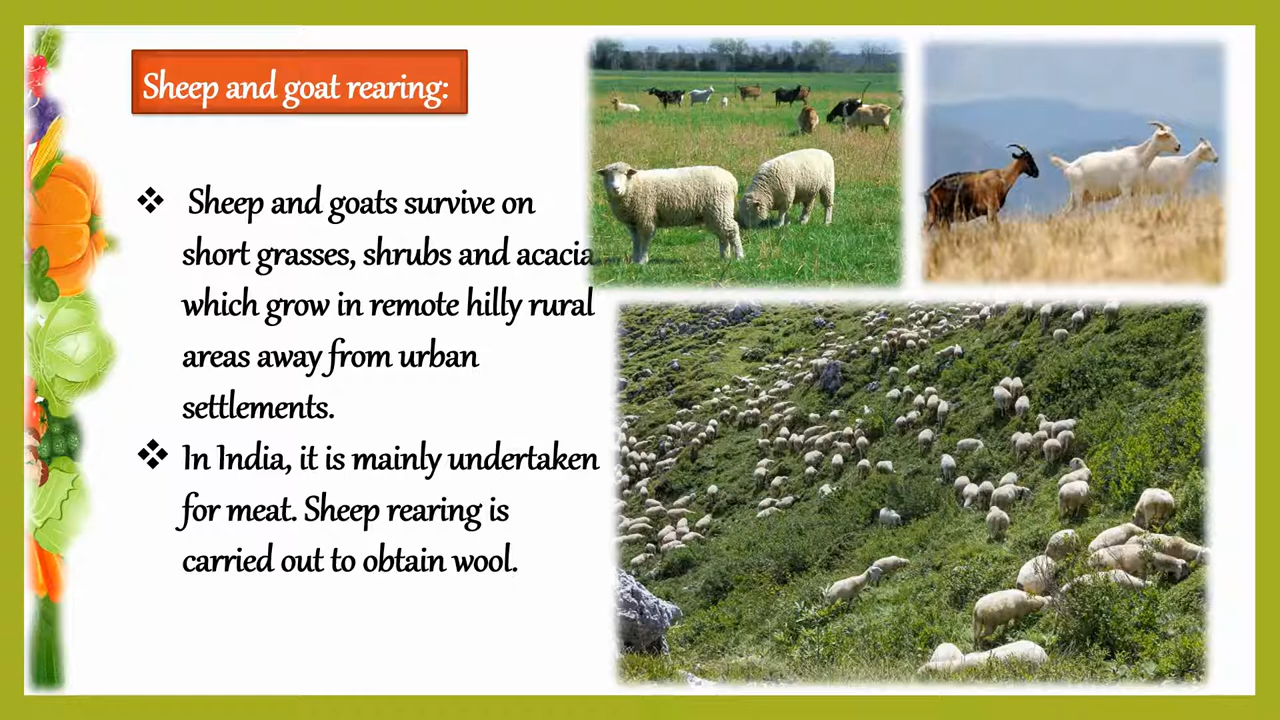 Sheep and goat rearing:
❖ Sheep and goats survive on
short grasses, shrubs and acacia
which grow in remote hilly rural
areas away from urban
settlements.
❖ In India, it is mainly undertaken
for meat. Sheep rearing is
carried out to obtain wool.